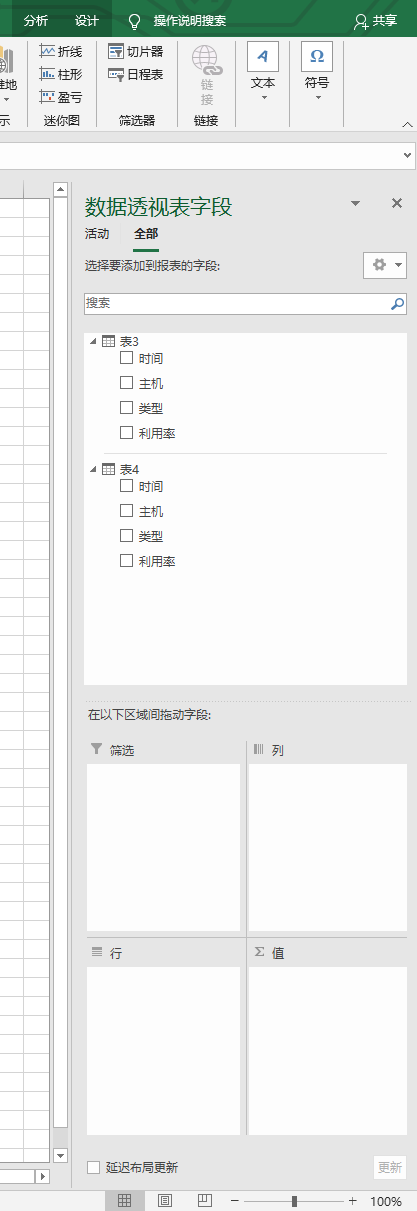 分析 设计 操作说明搜索 共享
折线 切片器 A Ω
柱形 日程表
盈亏 链接 文本 符号
迷你图 筛选器 链接
数据透视表字段
活动 全部
选择要添加到报表的字段:
搜索
表3
时间
主机
类型
利用率
表4
时间
主机
类型
利用率
在以下区域间拖动字段:
筛选 列
行 Σ 值
延迟布局更新 更新
100%